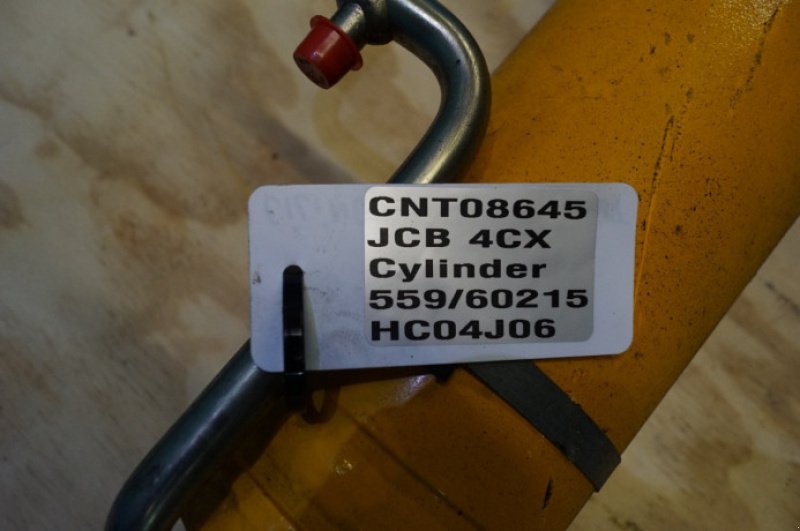 CNT08645
JCB 4CX
Cylinder
559/60215
HC04J06